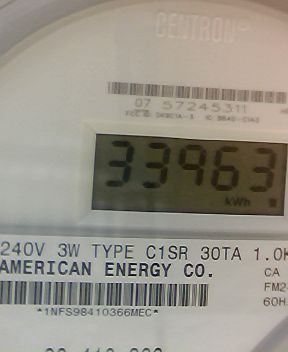 CENTRON®
07 57245311
33963
kWh
240V 3W TYPE C1SR 30TA 1.0K
AMERICAN ENERGY CO.
CA
FM2
60H
*1NFS98410366MEC*